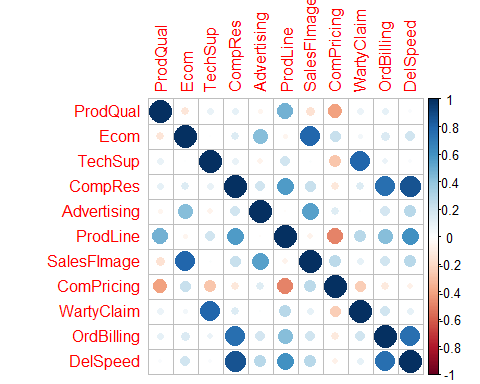 ProdQual
Ecom
TechSup
CompRes
Advertising
ProdLine
SalesFImage
ComPricing
WartyClaim
OrdBilling
DelSpeed
ProdQual
Ecom
TechSup
CompRes
Advertising
ProdLine
SalesFImage
ComPricing
WartyClaim
OrdBilling
DelSpeed
1
0.8
0.6
0.4
0.2
0
-0.2
-0.4
-0.6
-0.8
-1